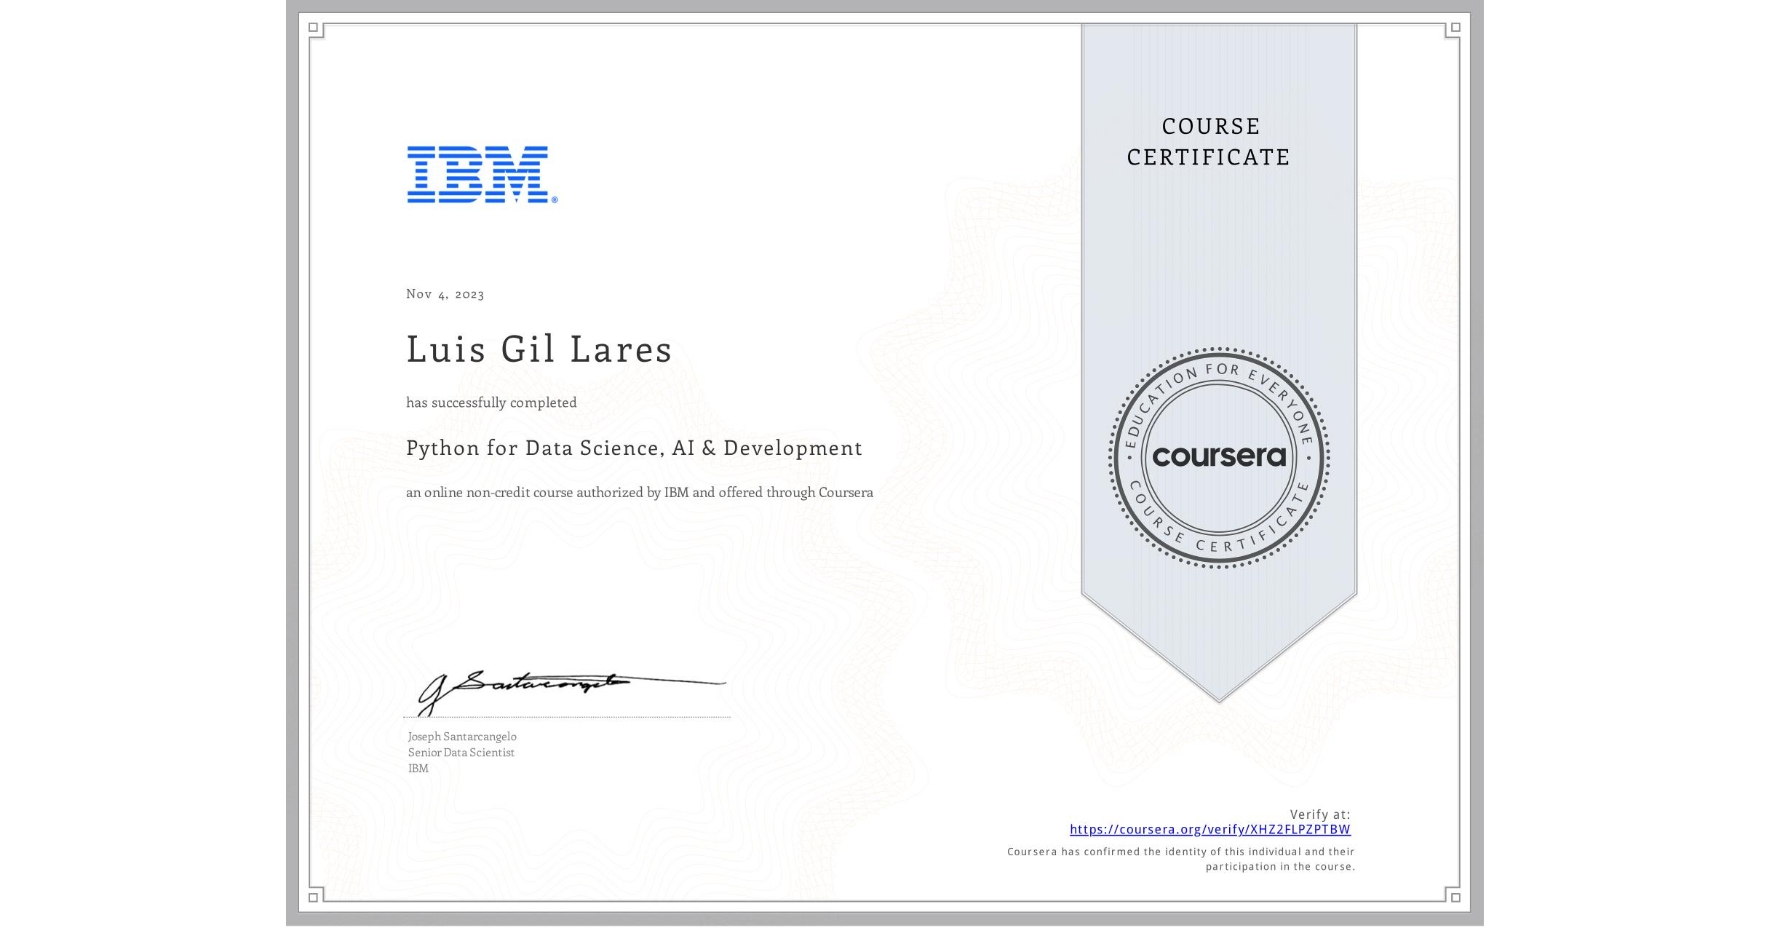 COURSE
CERTIFICATE
IBM®
Nov 4, 2023
Luis Gil Lares
has successfully completed
Python for Data Science, AI & Development
an online non-credit course authorized by IBM and offered through Coursera
EDUCATION FOR EVERYONE
coursera
COURSE CERTIFICATE
J Santarcangelo
Joseph Santarcangelo
Senior Data Scientist
IBM
Verify at:
https://coursera.org/verify/XHZ2FLPZPTBW
Coursera has confirmed the identity of this individual and their
participation in the course.